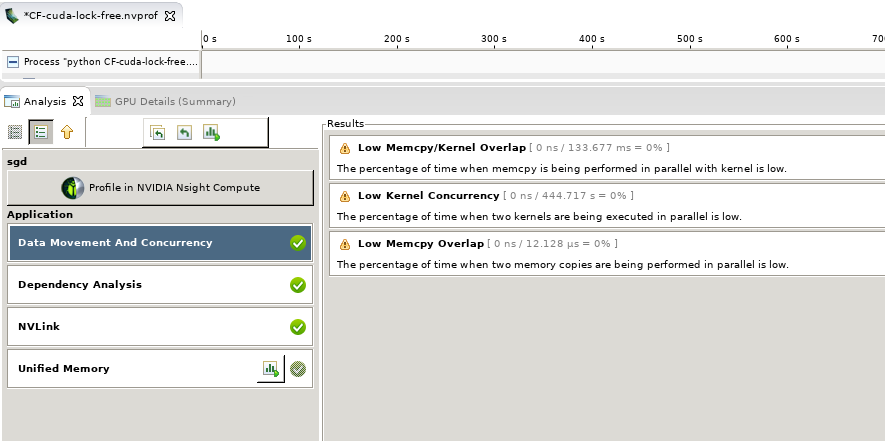 *CF-cuda-lock-free.nvprof
0 s 100 s 200 s 300 s 400 s 500 s 600 s 700
Process "python CF-cuda-lock-free....
Analysis GPU Details (Summary)
Results
sgd
Profile in NVIDIA Nsight Compute
Application
Data Movement And Concurrency
Dependency Analysis
NVLink
Unified Memory
Low Memcpy/Kernel Overlap [ 0 ns / 133.677 ms = 0% ]
The percentage of time when memcpy is being performed in parallel with kernel is low.
Low Kernel Concurrency [ 0 ns / 444.717 s = 0% ]
The percentage of time when two kernels are being executed in parallel is low.
Low Memcpy Overlap [ 0 ns / 12.128 µs = 0% ]
The percentage of time when two memory copies are being performed in parallel is low.